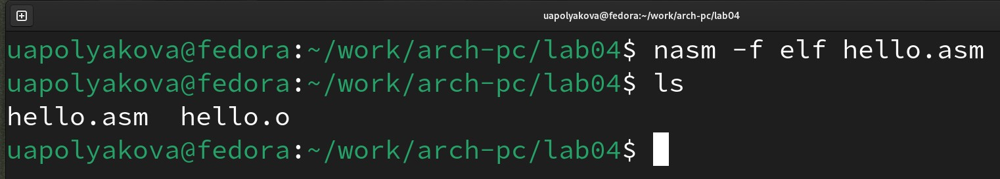 uapolyakova@fedora:~/work/arch-pc/lab04
uapolyakova@fedora:~/work/arch-pc/lab04$ nasm -f elf hello.asm
uapolyakova@fedora:~/work/arch-pc/lab04$ ls
hello.asm  hello.o
uapolyakova@fedora:~/work/arch-pc/lab04$